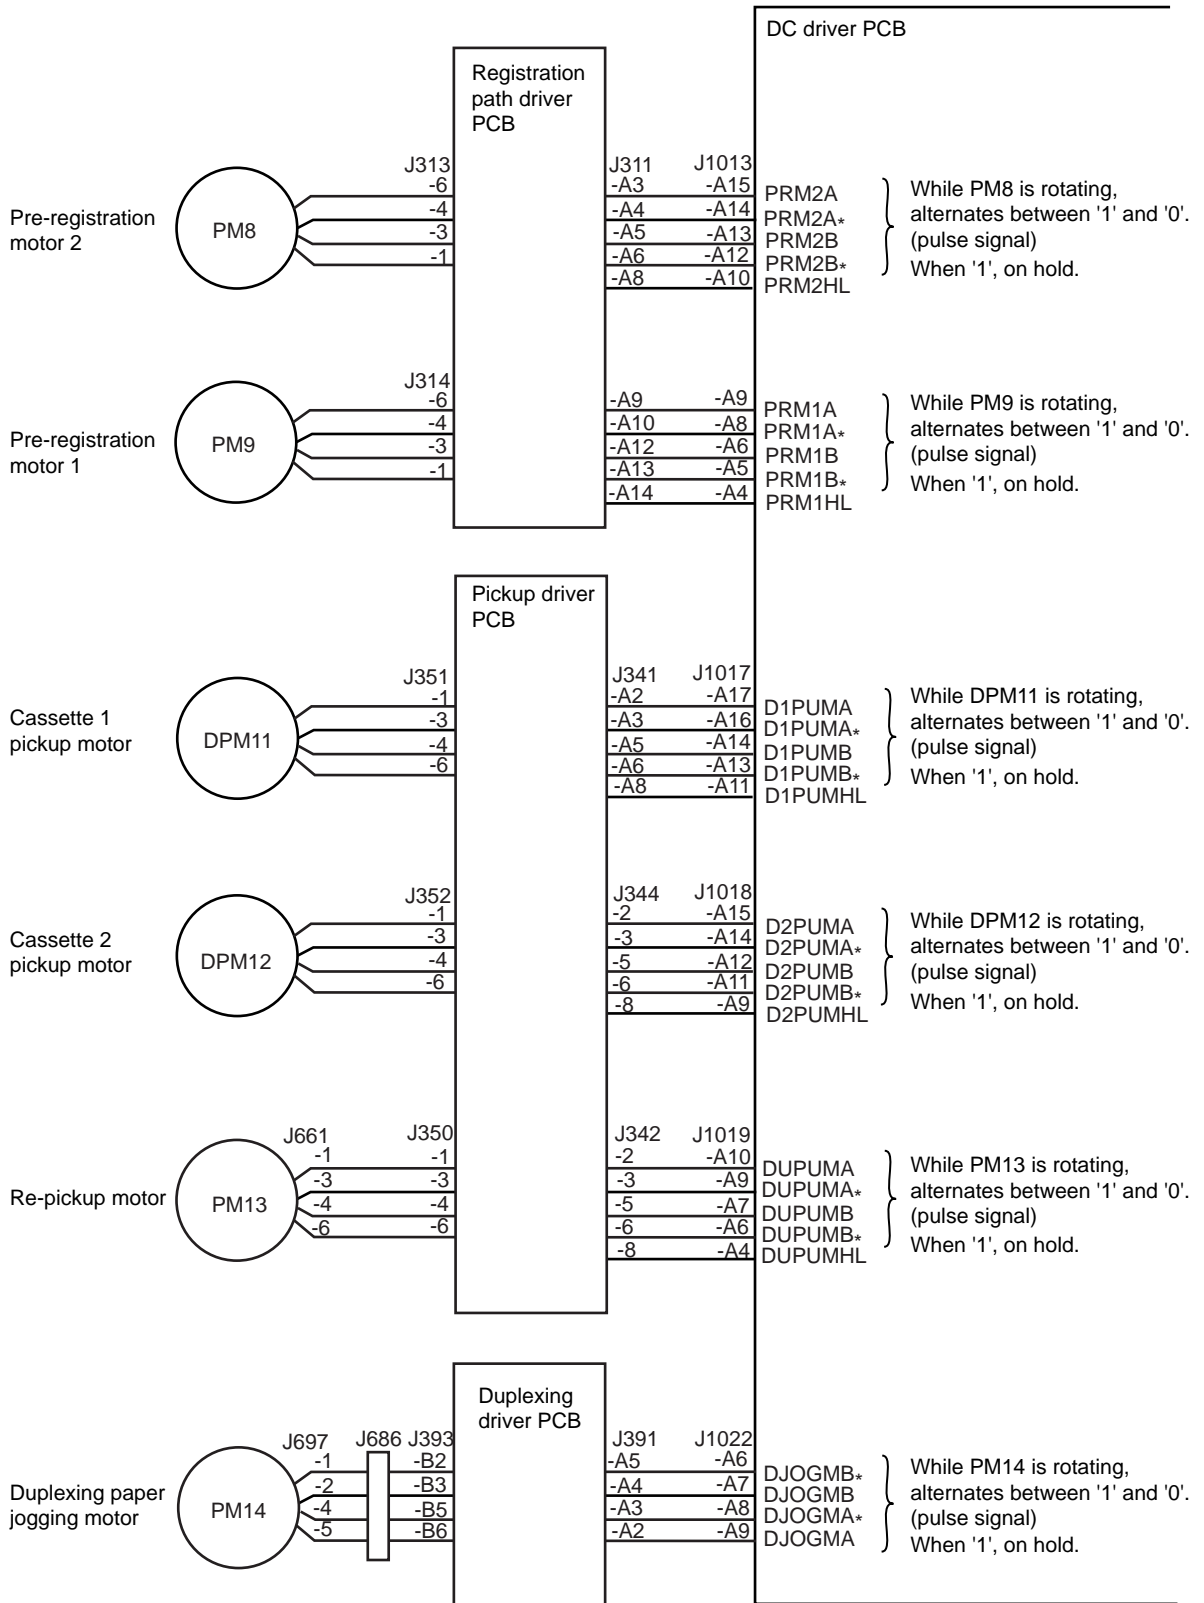 DC driver PCB
Registration
path driver
PCB
J313
J311
J1013
-6
-A3
-A15
PRM2A
-4
-A4
-A14
PRM2A*
-3
-A5
-A13
PRM2B
-1
-A6
-A12
PRM2B*
-A8
-A10
PRM2HL
Pre-registration
motor 2
PM8
While PM8 is rotating,
alternates between '1' and '0'.
(pulse signal)
When '1', on hold.
J314
-6
-A9
-A9
PRM1A
-4
-A10
-A8
PRM1A*
-3
-A12
-A6
PRM1B
-1
-A13
-A5
PRM1B*
-A14
-A4
PRM1HL
Pre-registration
motor 1
PM9
While PM9 is rotating,
alternates between '1' and '0'.
(pulse signal)
When '1', on hold.
Pickup driver
PCB
J351
J341
J1017
-1
-A2
-A17
D1PUMA
-3
-A3
-A16
D1PUMA*
-4
-A5
-A14
D1PUMB
-6
-A6
-A13
D1PUMB*
-A8
-A11
D1PUMHL
Cassette 1
pickup motor
DPM11
While DPM11 is rotating,
alternates between '1' and '0'.
(pulse signal)
When '1', on hold.
J352
J344
J1018
-1
-2
-A15
D2PUMA
-3
-3
-A14
D2PUMA*
-4
-5
-A12
D2PUMB
-6
-6
-A11
D2PUMB*
-8
-A9
D2PUMHL
Cassette 2
pickup motor
DPM12
While DPM12 is rotating,
alternates between '1' and '0'.
(pulse signal)
When '1', on hold.
J661
J350
J342
J1019
-1
-1
-2
-A10
DUPUMA
-3
-3
-3
-A9
DUPUMA*
-4
-4
-5
-A7
DUPUMB
-6
-6
-6
-A6
DUPUMB*
-8
-A4
DUPUMHL
Re-pickup motor
PM13
While PM13 is rotating,
alternates between '1' and '0'.
(pulse signal)
When '1', on hold.
Duplexing
driver PCB
J697
J686
J393
J391
J1022
-1
-B2
-A5
-A6
DJOGMB*
-2
-B3
-A4
-A7
DJOGMB
-4
-B5
-A3
-A8
DJOGMA*
-5
-B6
-A2
-A9
DJOGMA
Duplexing paper
jogging motor
PM14
While PM14 is rotating,
alternates between '1' and '0'.
(pulse signal)
When '1', on hold.